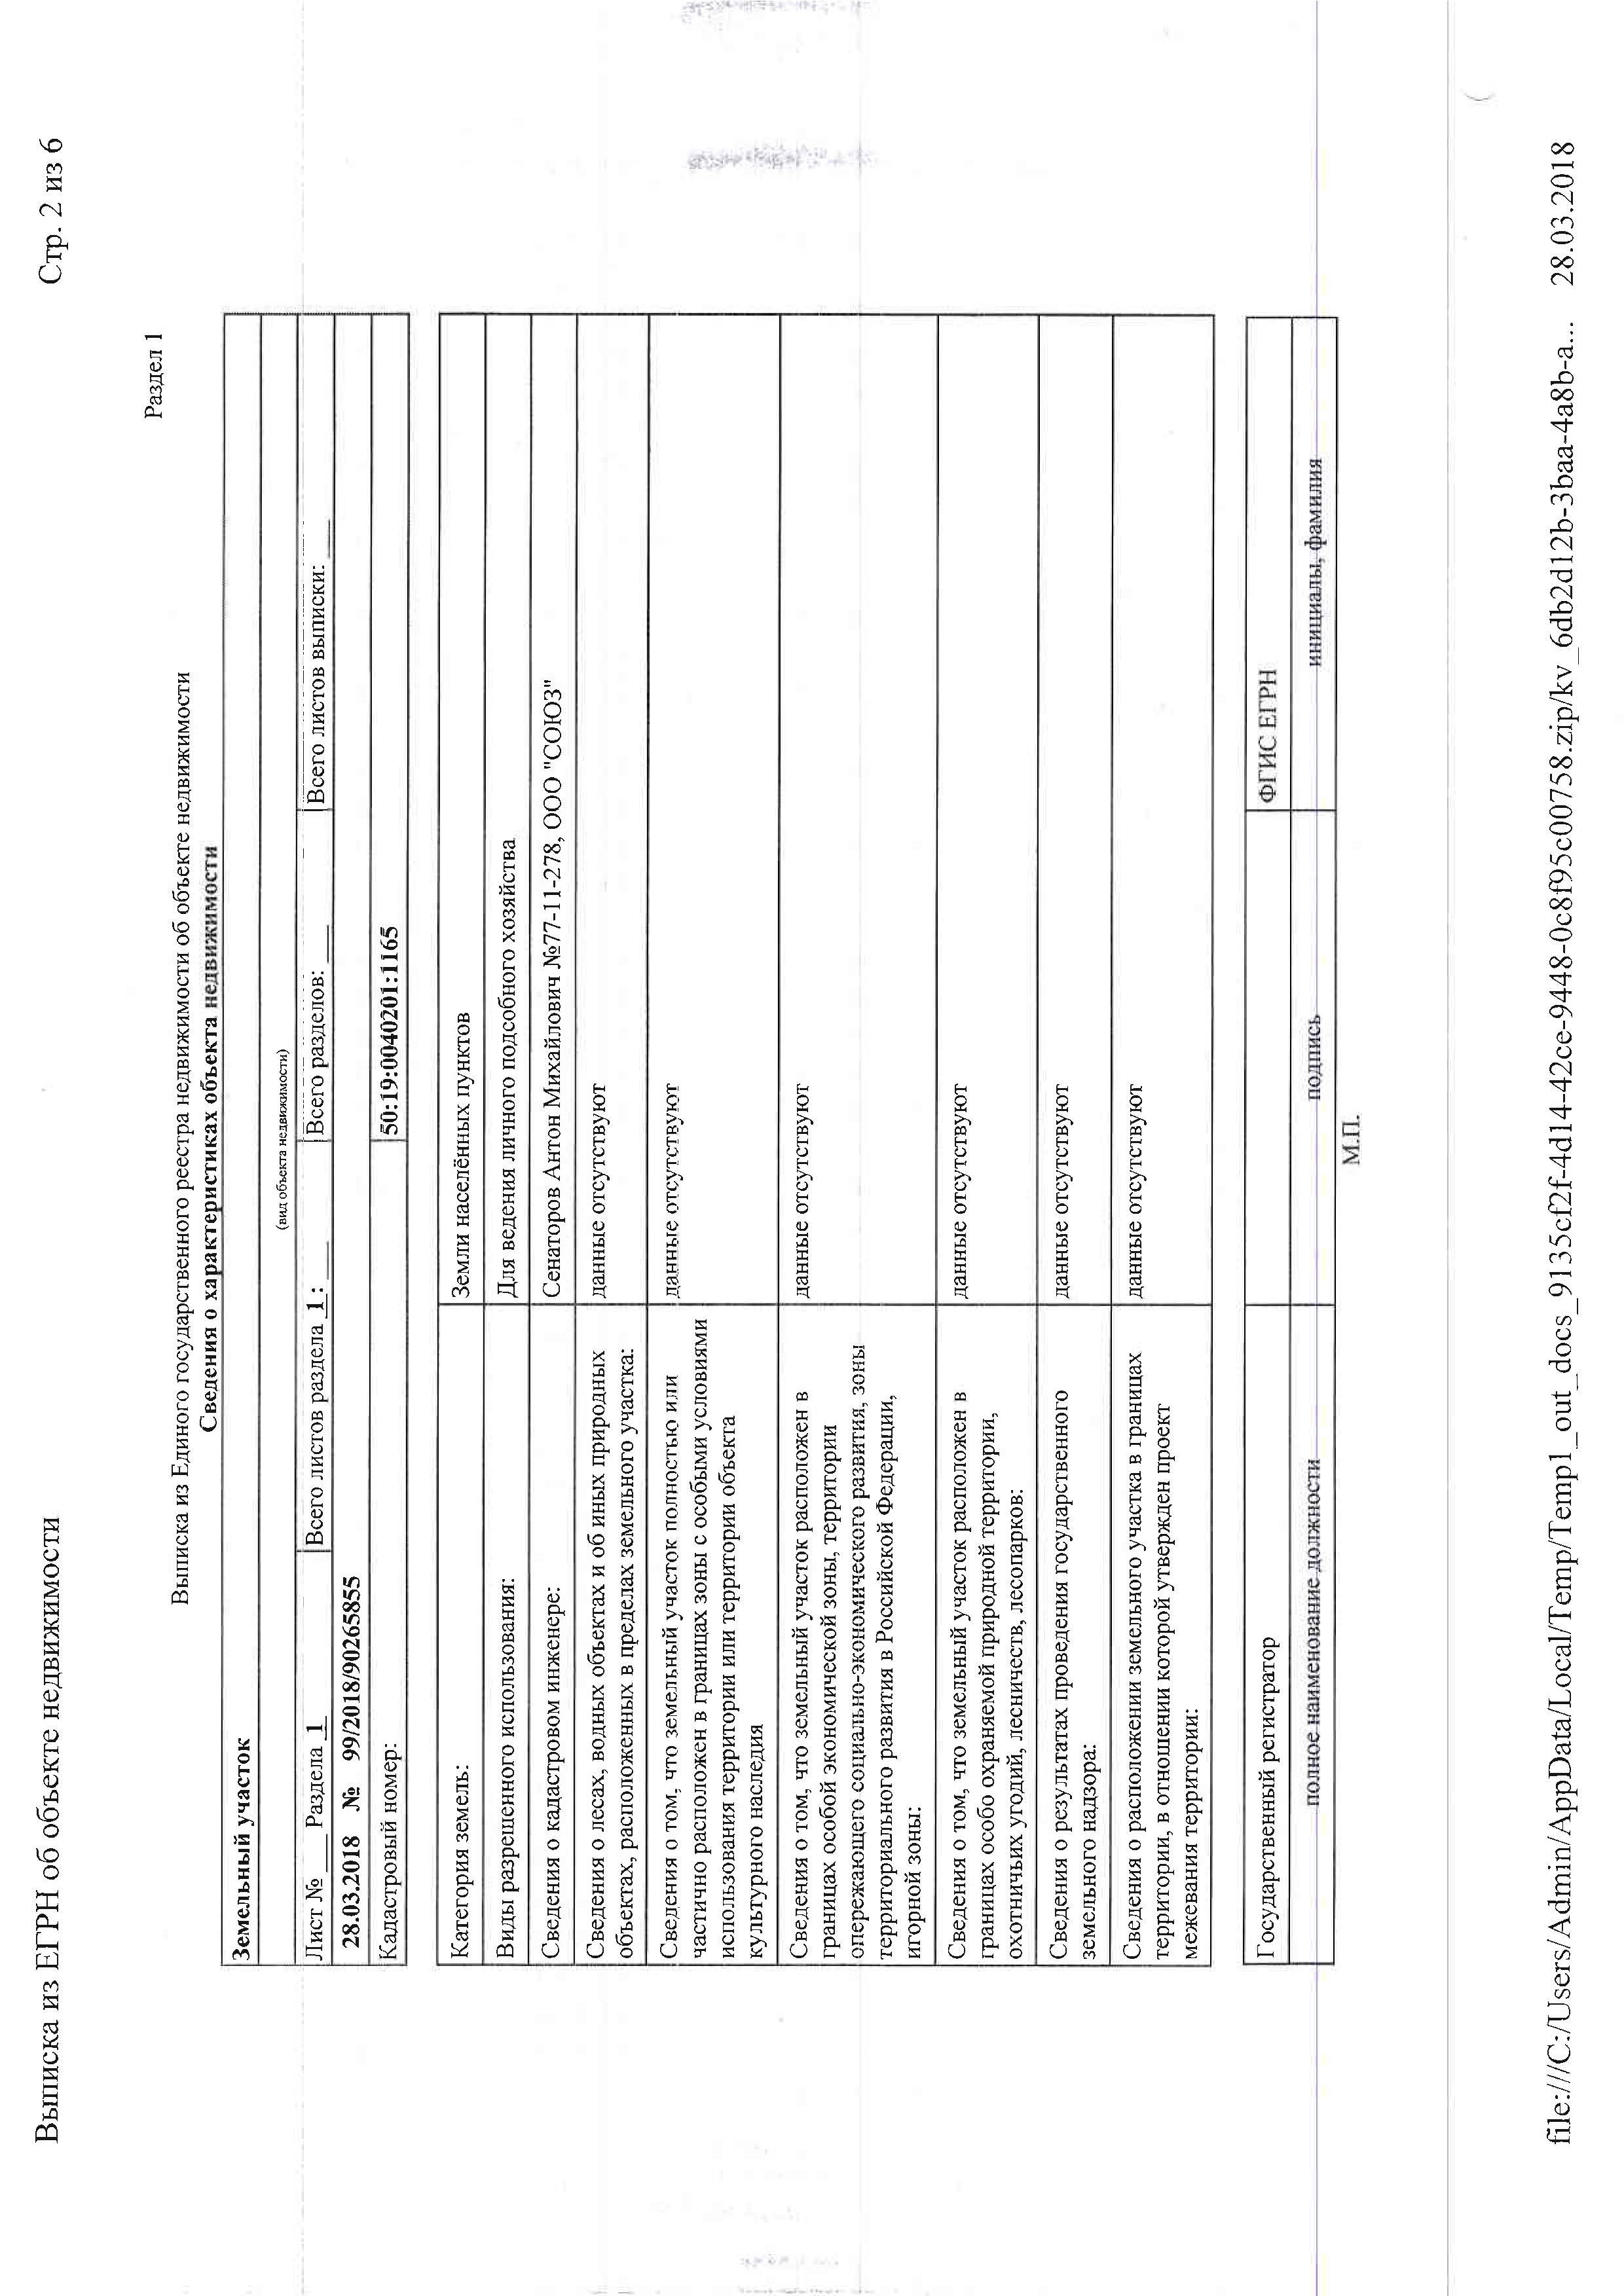 Выписка из ЕГРН об объекте недвижимости
Стр. 2 из 6
Раздел 1
Выписка из Единого государственного реестра недвижимости об объекте недвижимости
Сведения о характеристиках объекта недвижимости
Земельный участок
(вид объекта недвижимости)
Лист № ___ Раздела 1
Всего листов раздела 1 : ___
Всего разделов: ___
Всего листов выписки: ___
28.03.2018 № 99/2018/90265855
Кадастровый номер:
50:19:0040201:1165
Категория земель:
Земли населённых пунктов
Виды разрешенного использования:
Для ведения личного подсобного хозяйства
Сведения о кадастровом инженере:
Сенаторов Антон Михайлович №77-11-278, ООО "СОЮЗ"
Сведения о лесах, водных объектах и об иных природных
объектах, расположенных в пределах земельного участка:
данные отсутствуют
Сведения о том, что земельный участок полностью или
частично расположен в границах зоны с особыми условиями
использования территории или территории объекта
культурного наследия
данные отсутствуют
Сведения о том, что земельный участок расположен в
границах особой экономической зоны, территории
опережающего социально-экономического развития, зоны
территориального развития в Российской Федерации,
игорной зоны:
данные отсутствуют
Сведения о том, что земельный участок расположен в
границах особо охраняемой природной территории,
охотничьих угодий, лесничеств, лесопарков:
данные отсутствуют
Сведения о результатах проведения государственного
земельного надзора:
данные отсутствуют
Сведения о расположении земельного участка в границах
территории, в отношении которой утвержден проект
межевания территории:
данные отсутствуют
Государственный регистратор
ФГИС ЕГРН
полное наименование должности
подпись
инициалы, фамилия
М.П.
file:///C:/Users/Admin/AppData/Local/Temp/Temp1_out_docs_9135cf2f-4d14-42ce-9448-0c8f95c00758.zip/kv_6db2d12b-3baa-4a8b-a...
28.03.2018